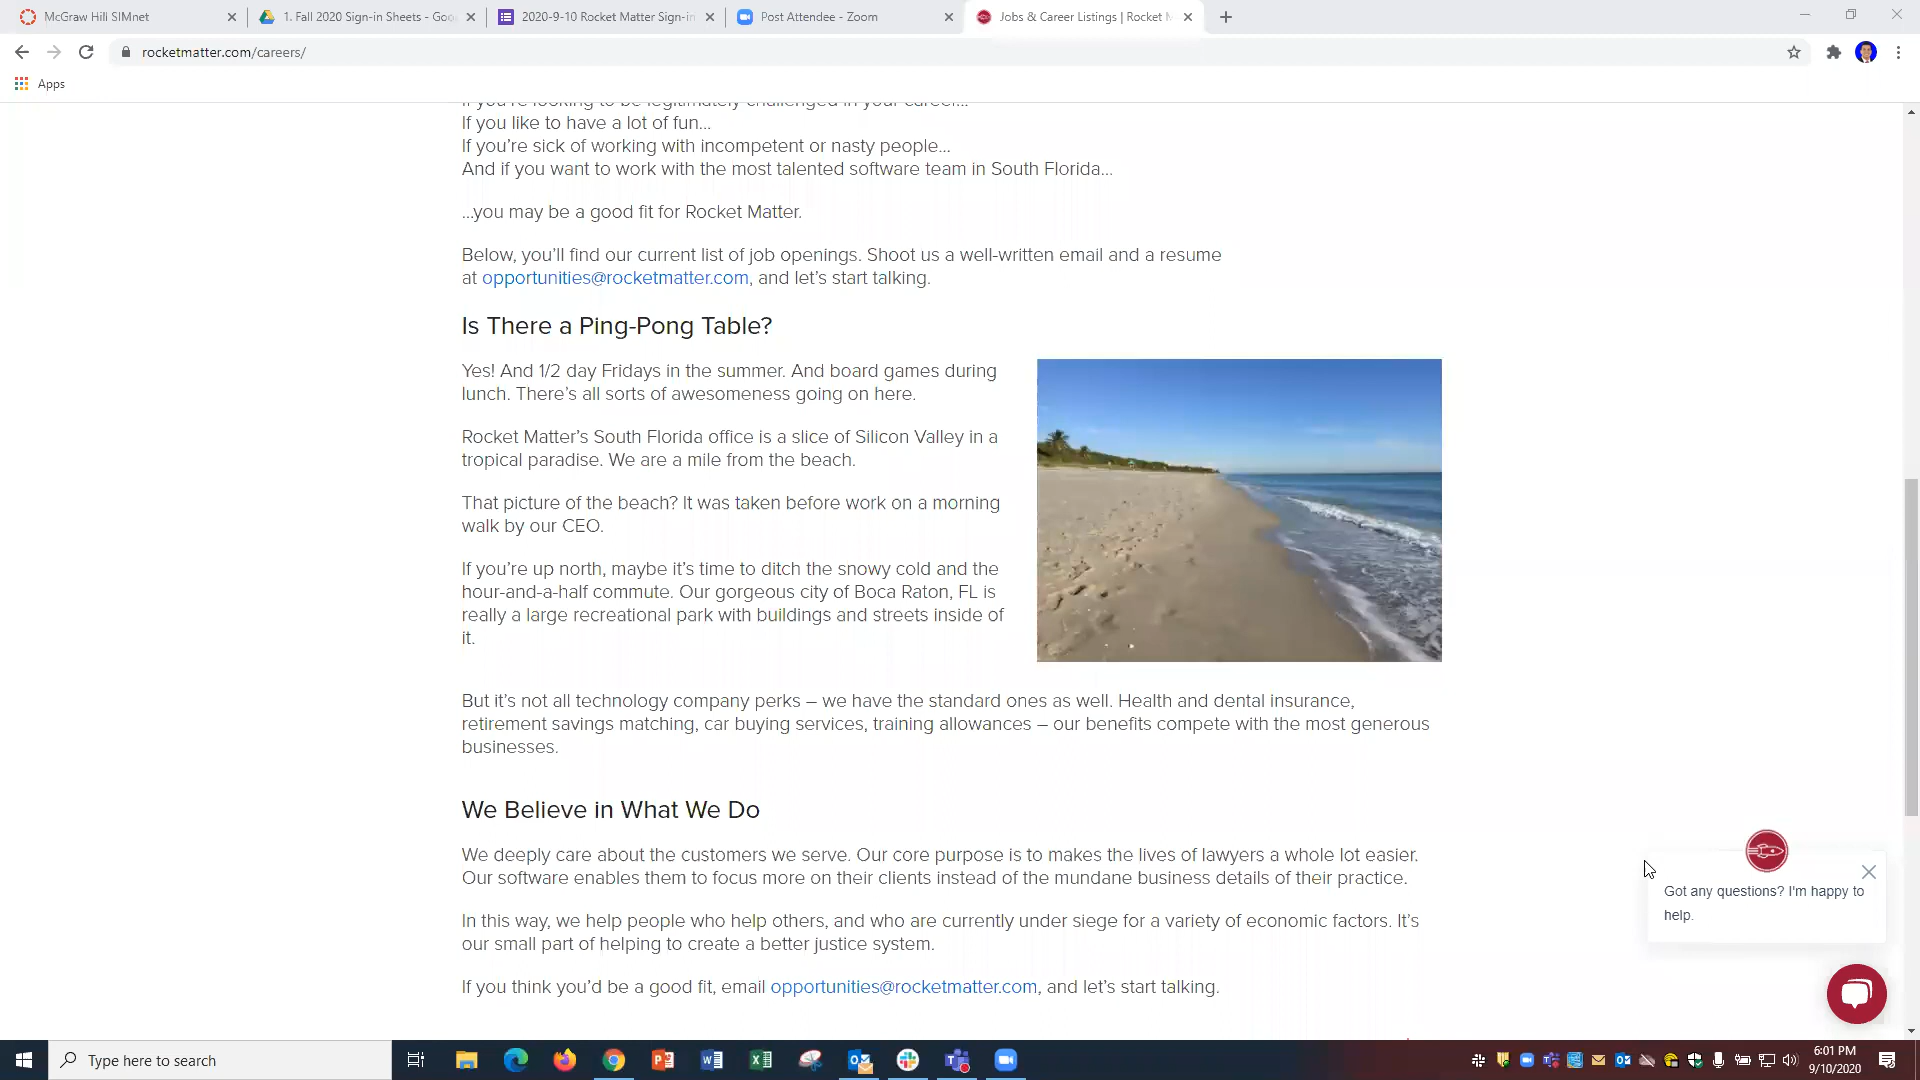 McGraw Hill SIMnet
1. Fall 2020 Sign-in Sheets - Goo
2020-9-10 Rocket Matter Sign-in
Post Attendee - Zoom
Jobs & Career Listings | Rocket M
rocketmatter.com/careers/
Apps
If you're looking to be legitimately challenged in your career...
If you like to have a lot of fun...
If you're sick of working with incompetent or nasty people...
And if you want to work with the most talented software team in South Florida...
...you may be a good fit for Rocket Matter.
Below, you'll find our current list of job openings. Shoot us a well-written email and a resume
at opportunities@rocketmatter.com, and let's start talking.
Is There a Ping-Pong Table?
Yes! And 1/2 day Fridays in the summer. And board games during
lunch. There's all sorts of awesomeness going on here.
Rocket Matter's South Florida office is a slice of Silicon Valley in a
tropical paradise. We are a mile from the beach.
That picture of the beach? It was taken before work on a morning
walk by our CEO.
If you're up north, maybe it's time to ditch the snowy cold and the
hour-and-a-half commute. Our gorgeous city of Boca Raton, FL is
really a large recreational park with buildings and streets inside of
it.
But it's not all technology company perks – we have the standard ones as well. Health and dental insurance,
retirement savings matching, car buying services, training allowances – our benefits compete with the most generous
businesses.
We Believe in What We Do
We deeply care about the customers we serve. Our core purpose is to makes the lives of lawyers a whole lot easier.
Our software enables them to focus more on their clients instead of the mundane business details of their practice.
In this way, we help people who help others, and who are currently under siege for a variety of economic factors. It's
our small part of helping to create a better justice system.
If you think you'd be a good fit, email opportunities@rocketmatter.com, and let's start talking.
Got any questions? I'm happy to
help.
Type here to search
6:01 PM
9/10/2020